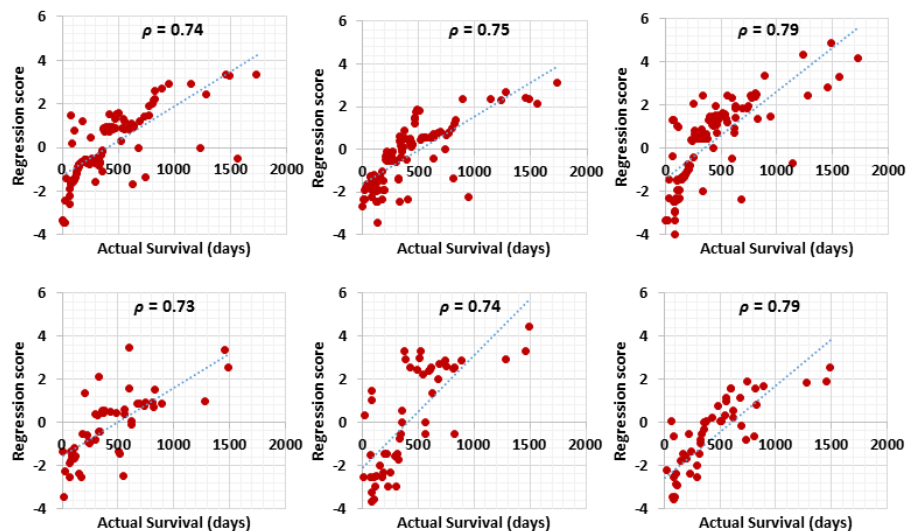 6
4
2
0
-2
-4
Regression score
ρ = 0.74
0 500 1000 1500 2000
Actual Survival (days)
6
4
2
0
-2
-4
Regression score
ρ = 0.75
0 500 1000 1500 2000
Actual Survival (days)
6
4
2
0
-2
-4
Regression score
ρ = 0.79
0 500 1000 1500 2000
Actual Survival (days)
6
4
2
0
-2
-4
Regression score
ρ = 0.73
0 500 1000 1500 2000
Actual Survival (days)
6
4
2
0
-2
-4
Regression score
ρ = 0.74
0 500 1000 1500 2000
Actual Survival (days)
6
4
2
0
-2
-4
Regression score
ρ = 0.79
0 500 1000 1500 2000
Actual Survival (days)